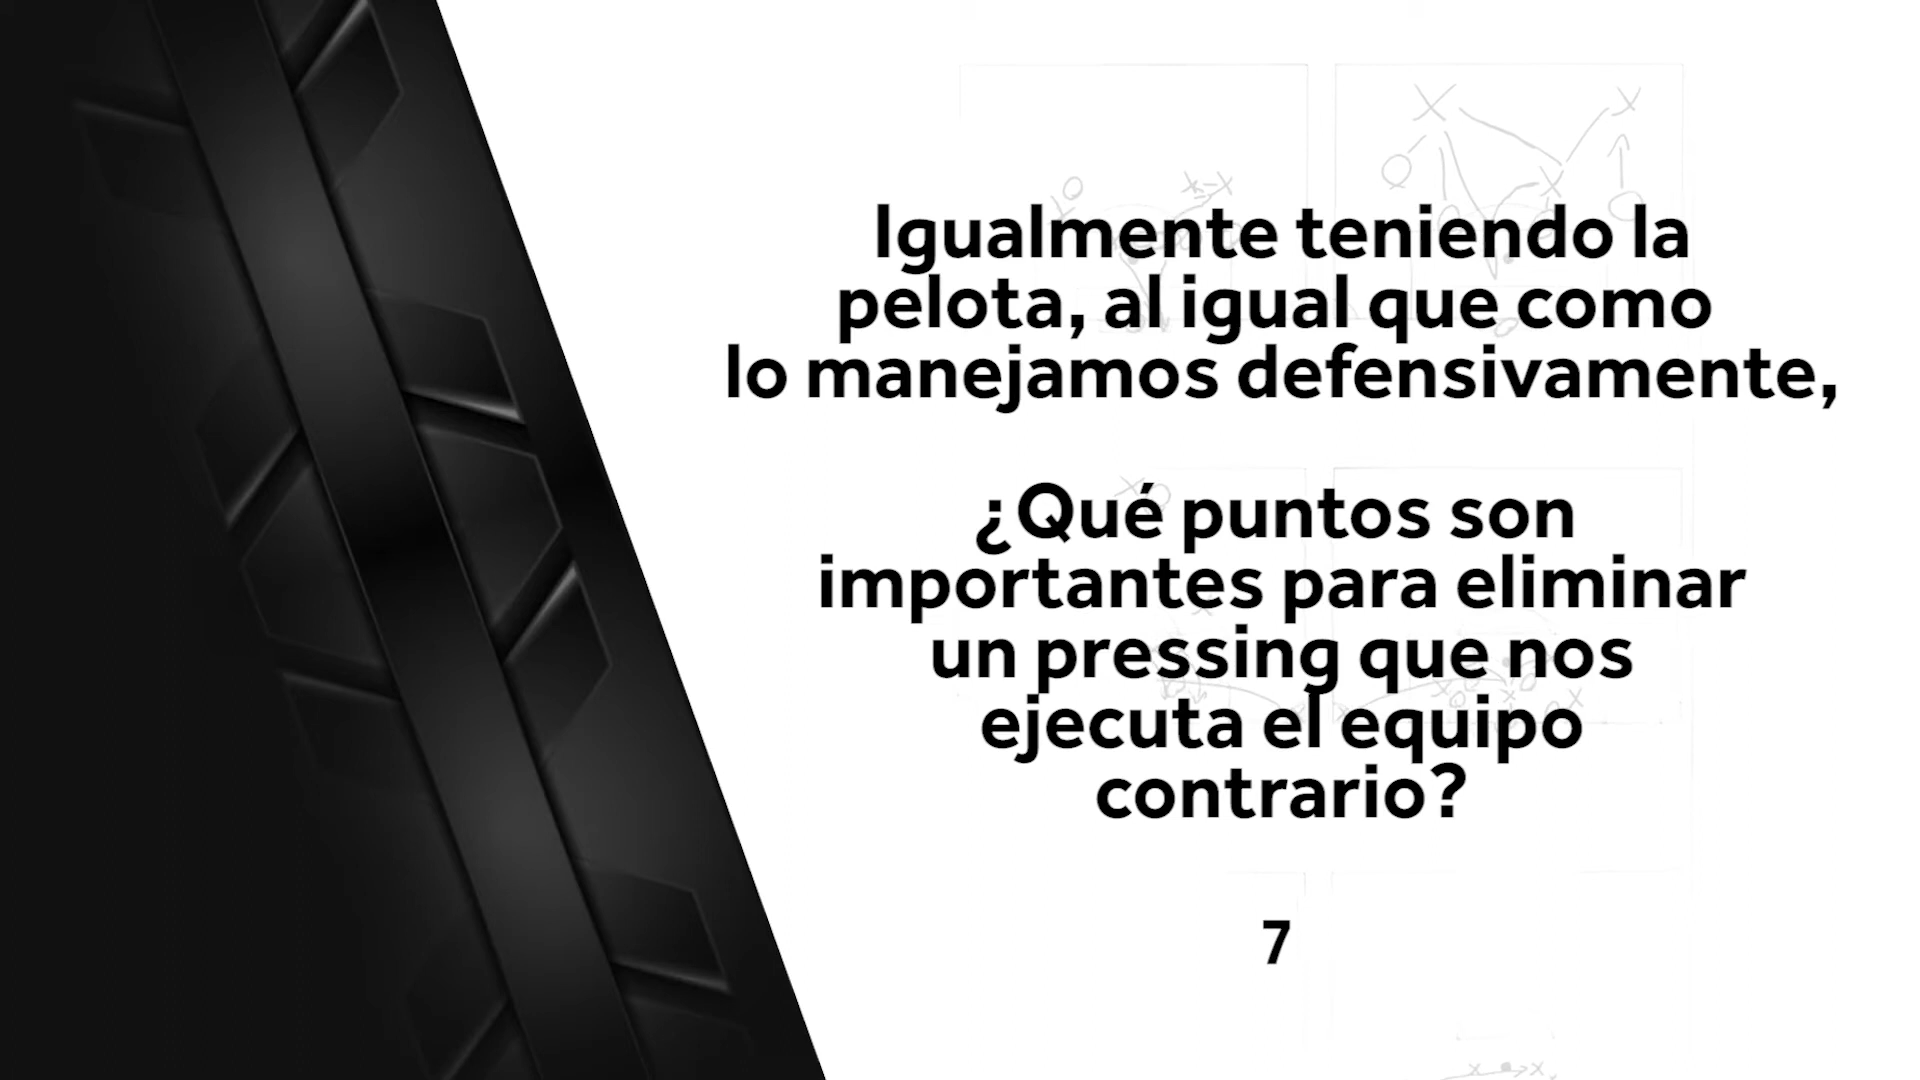 Igualmente teniendo la
pelota, al igual que como
lo manejamos defensivamente,
¿Qué puntos son
importantes para eliminar
un pressing que nos
ejecuta el equipo
contrario?
7